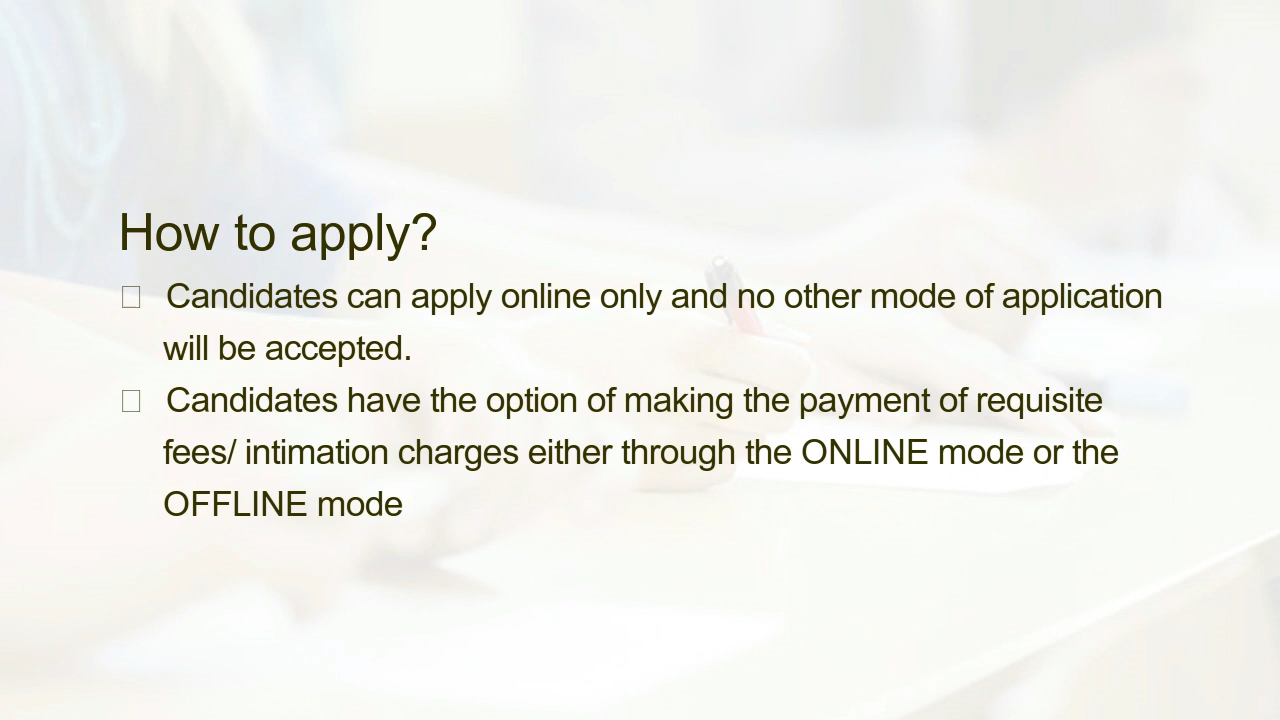 How to apply?
Candidates can apply online only and no other mode of application
will be accepted.
Candidates have the option of making the payment of requisite
fees/ intimation charges either through the ONLINE mode or the
OFFLINE mode